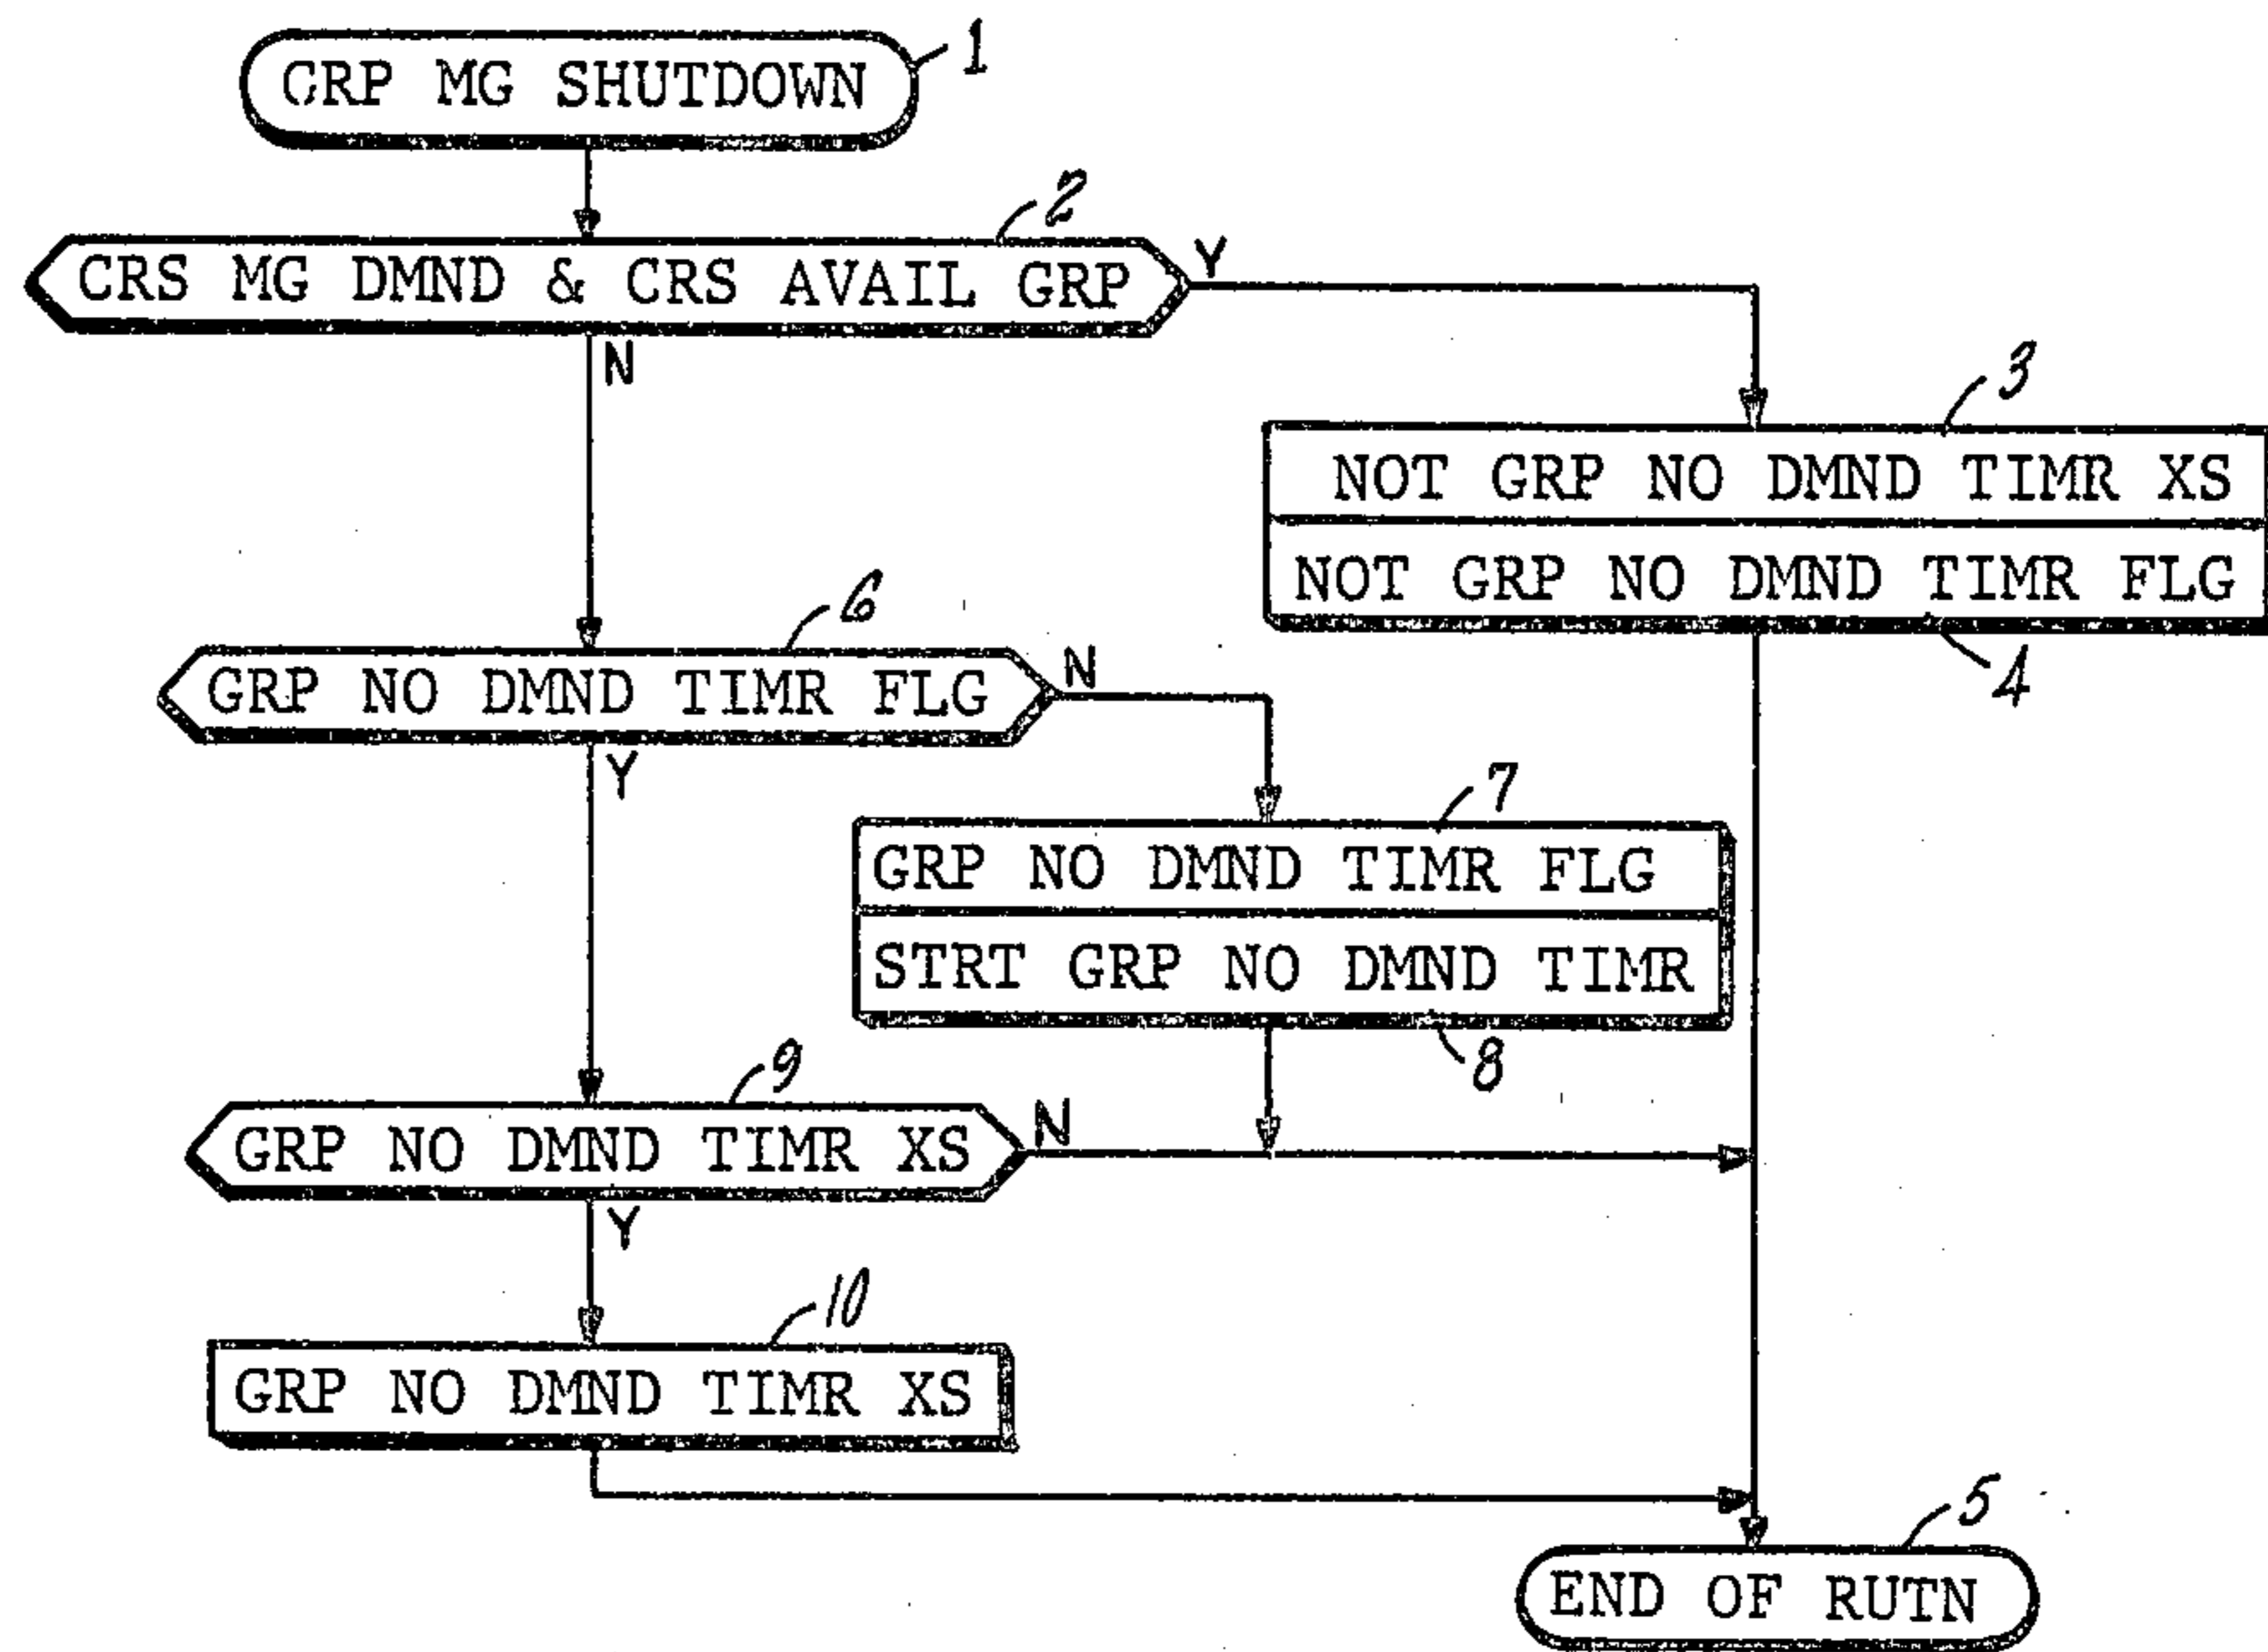 GRP MG SHUTDOWN
1
2
CRS MG DMND & CRS AVAIL GRP
Y
N
3
NOT GRP NO DMND TIMR XS
NOT GRP NO DMND TIMR FLG
4
6
GRP NO DMND TIMR FLG
N
Y
7
GRP NO DMND TIMR FLG
STRT GRP NO DMND TIMR
8
9
GRP NO DMND TIMR XS
N
Y
10
GRP NO DMND TIMR XS
5
END OF RUTN